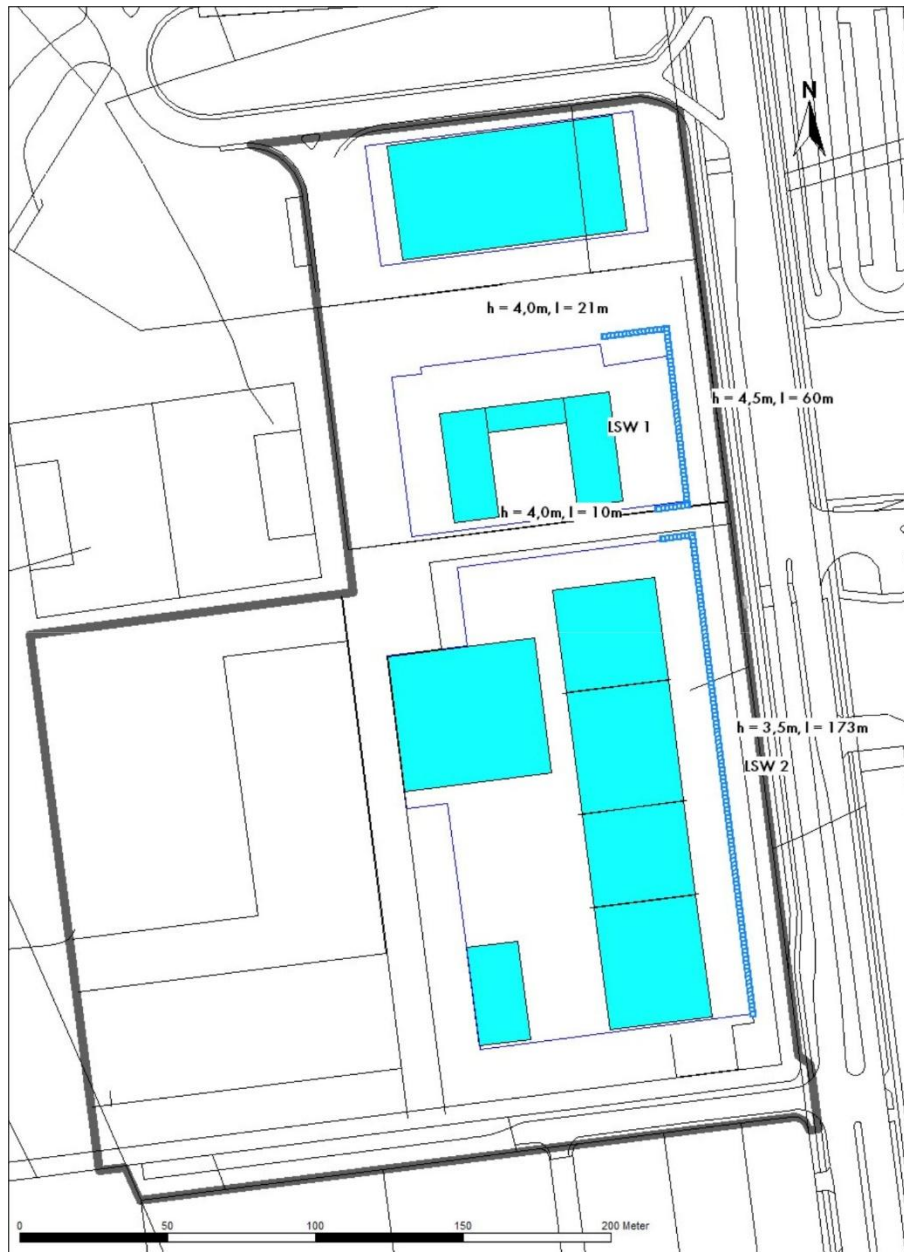 N
h = 4,0m, l = 21m
h = 4,5m, l = 60m
LSW 1
h = 4,0m, l = 10m
h = 3,5m, l = 173m
LSW 2
0 50 100 150 200 Meter